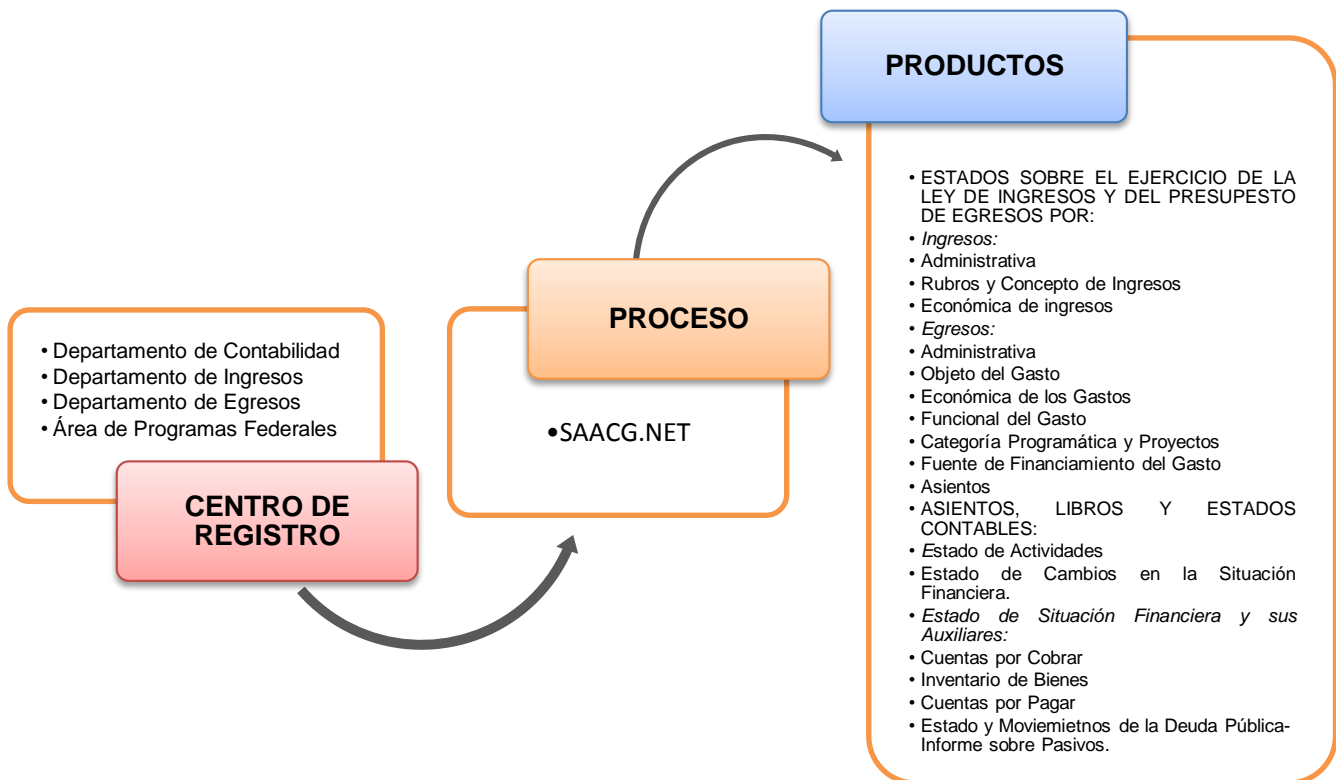 • Departamento de Contabilidad
• Departamento de Ingresos
• Departamento de Egresos
• Área de Programas Federales
CENTRO DE
REGISTRO
PROCESO
•SAACG.NET
PRODUCTOS
• ESTADOS SOBRE EL EJERCICIO DE LA
LEY DE INGRESOS Y DEL PRESUPESTO
DE EGRESOS POR:
• Ingresos:
• Administrativa
• Rubros y Concepto de Ingresos
• Económica de ingresos
• Egresos:
• Administrativa
• Objeto del Gasto
• Económica de los Gastos
• Funcional del Gasto
• Categoría Programática y Proyectos
• Fuente de Financiamiento del Gasto
• Asientos
• ASIENTOS, LIBROS Y ESTADOS
CONTABLES:
• Estado de Actividades
• Estado de Cambios en la Situación
Financiera.
• Estado de Situación Financiera y sus
Auxiliares:
• Cuentas por Cobrar
• Inventario de Bienes
• Cuentas por Pagar
• Estado y Moviemietnos de la Deuda Pública-
Informe sobre Pasivos.